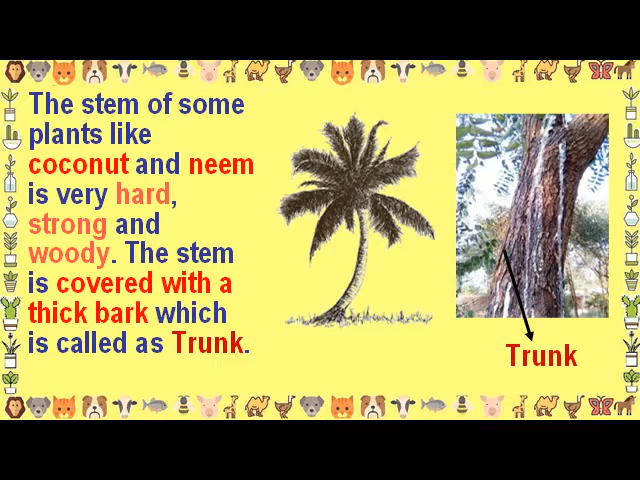 The stem of some
plants like
coconut and neem
is very hard,
strong and
woody. The stem
is covered with a
thick bark which
is called as Trunk.
Trunk